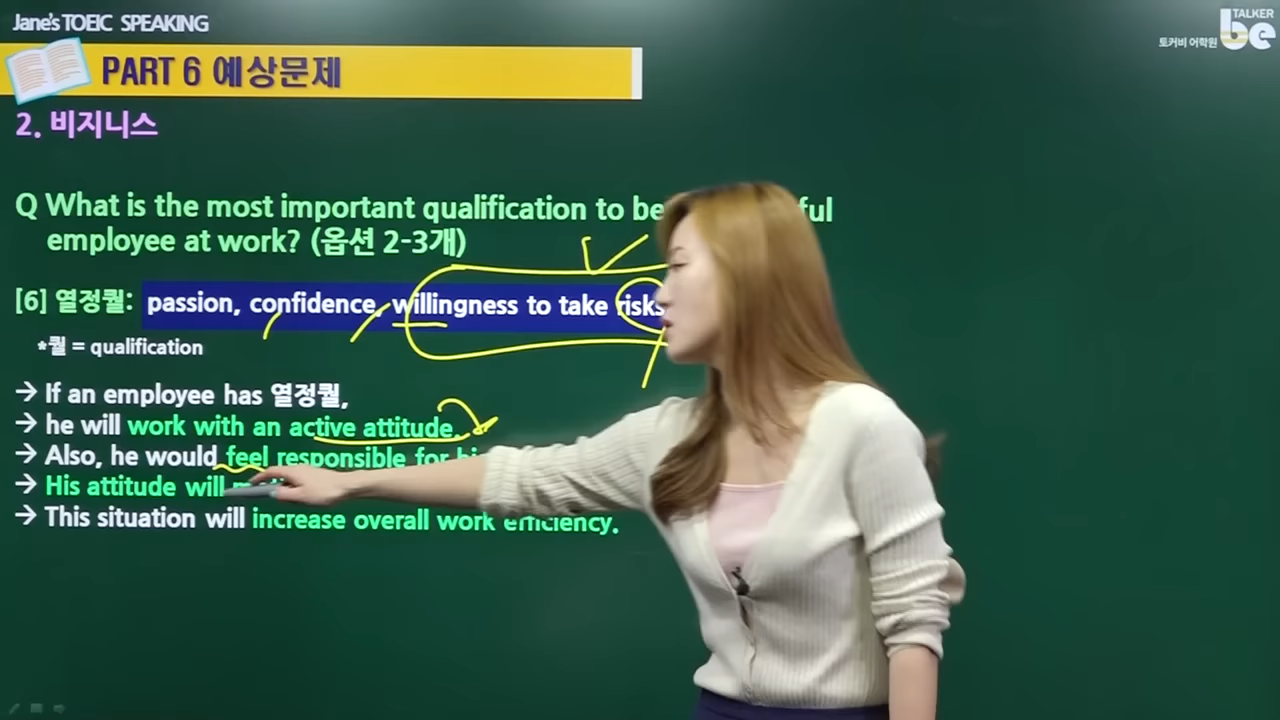 Jane's TOEIC SPEAKING
TALKER
be
토커비 어학원
PART 6 예상문제
2. 비지니스
Q What is the most important qualification to be ful
employee at work? (옵션 2-3개)
[6] 열정퀄: passion, confidence, willingness to take risks
*퀄 = qualification
→ If an employee has 열정퀄,
→ he will work with an active attitude.
→ Also, he would feel responsible for
→ His attitude will
→ This situation will increase overall work efficiency.